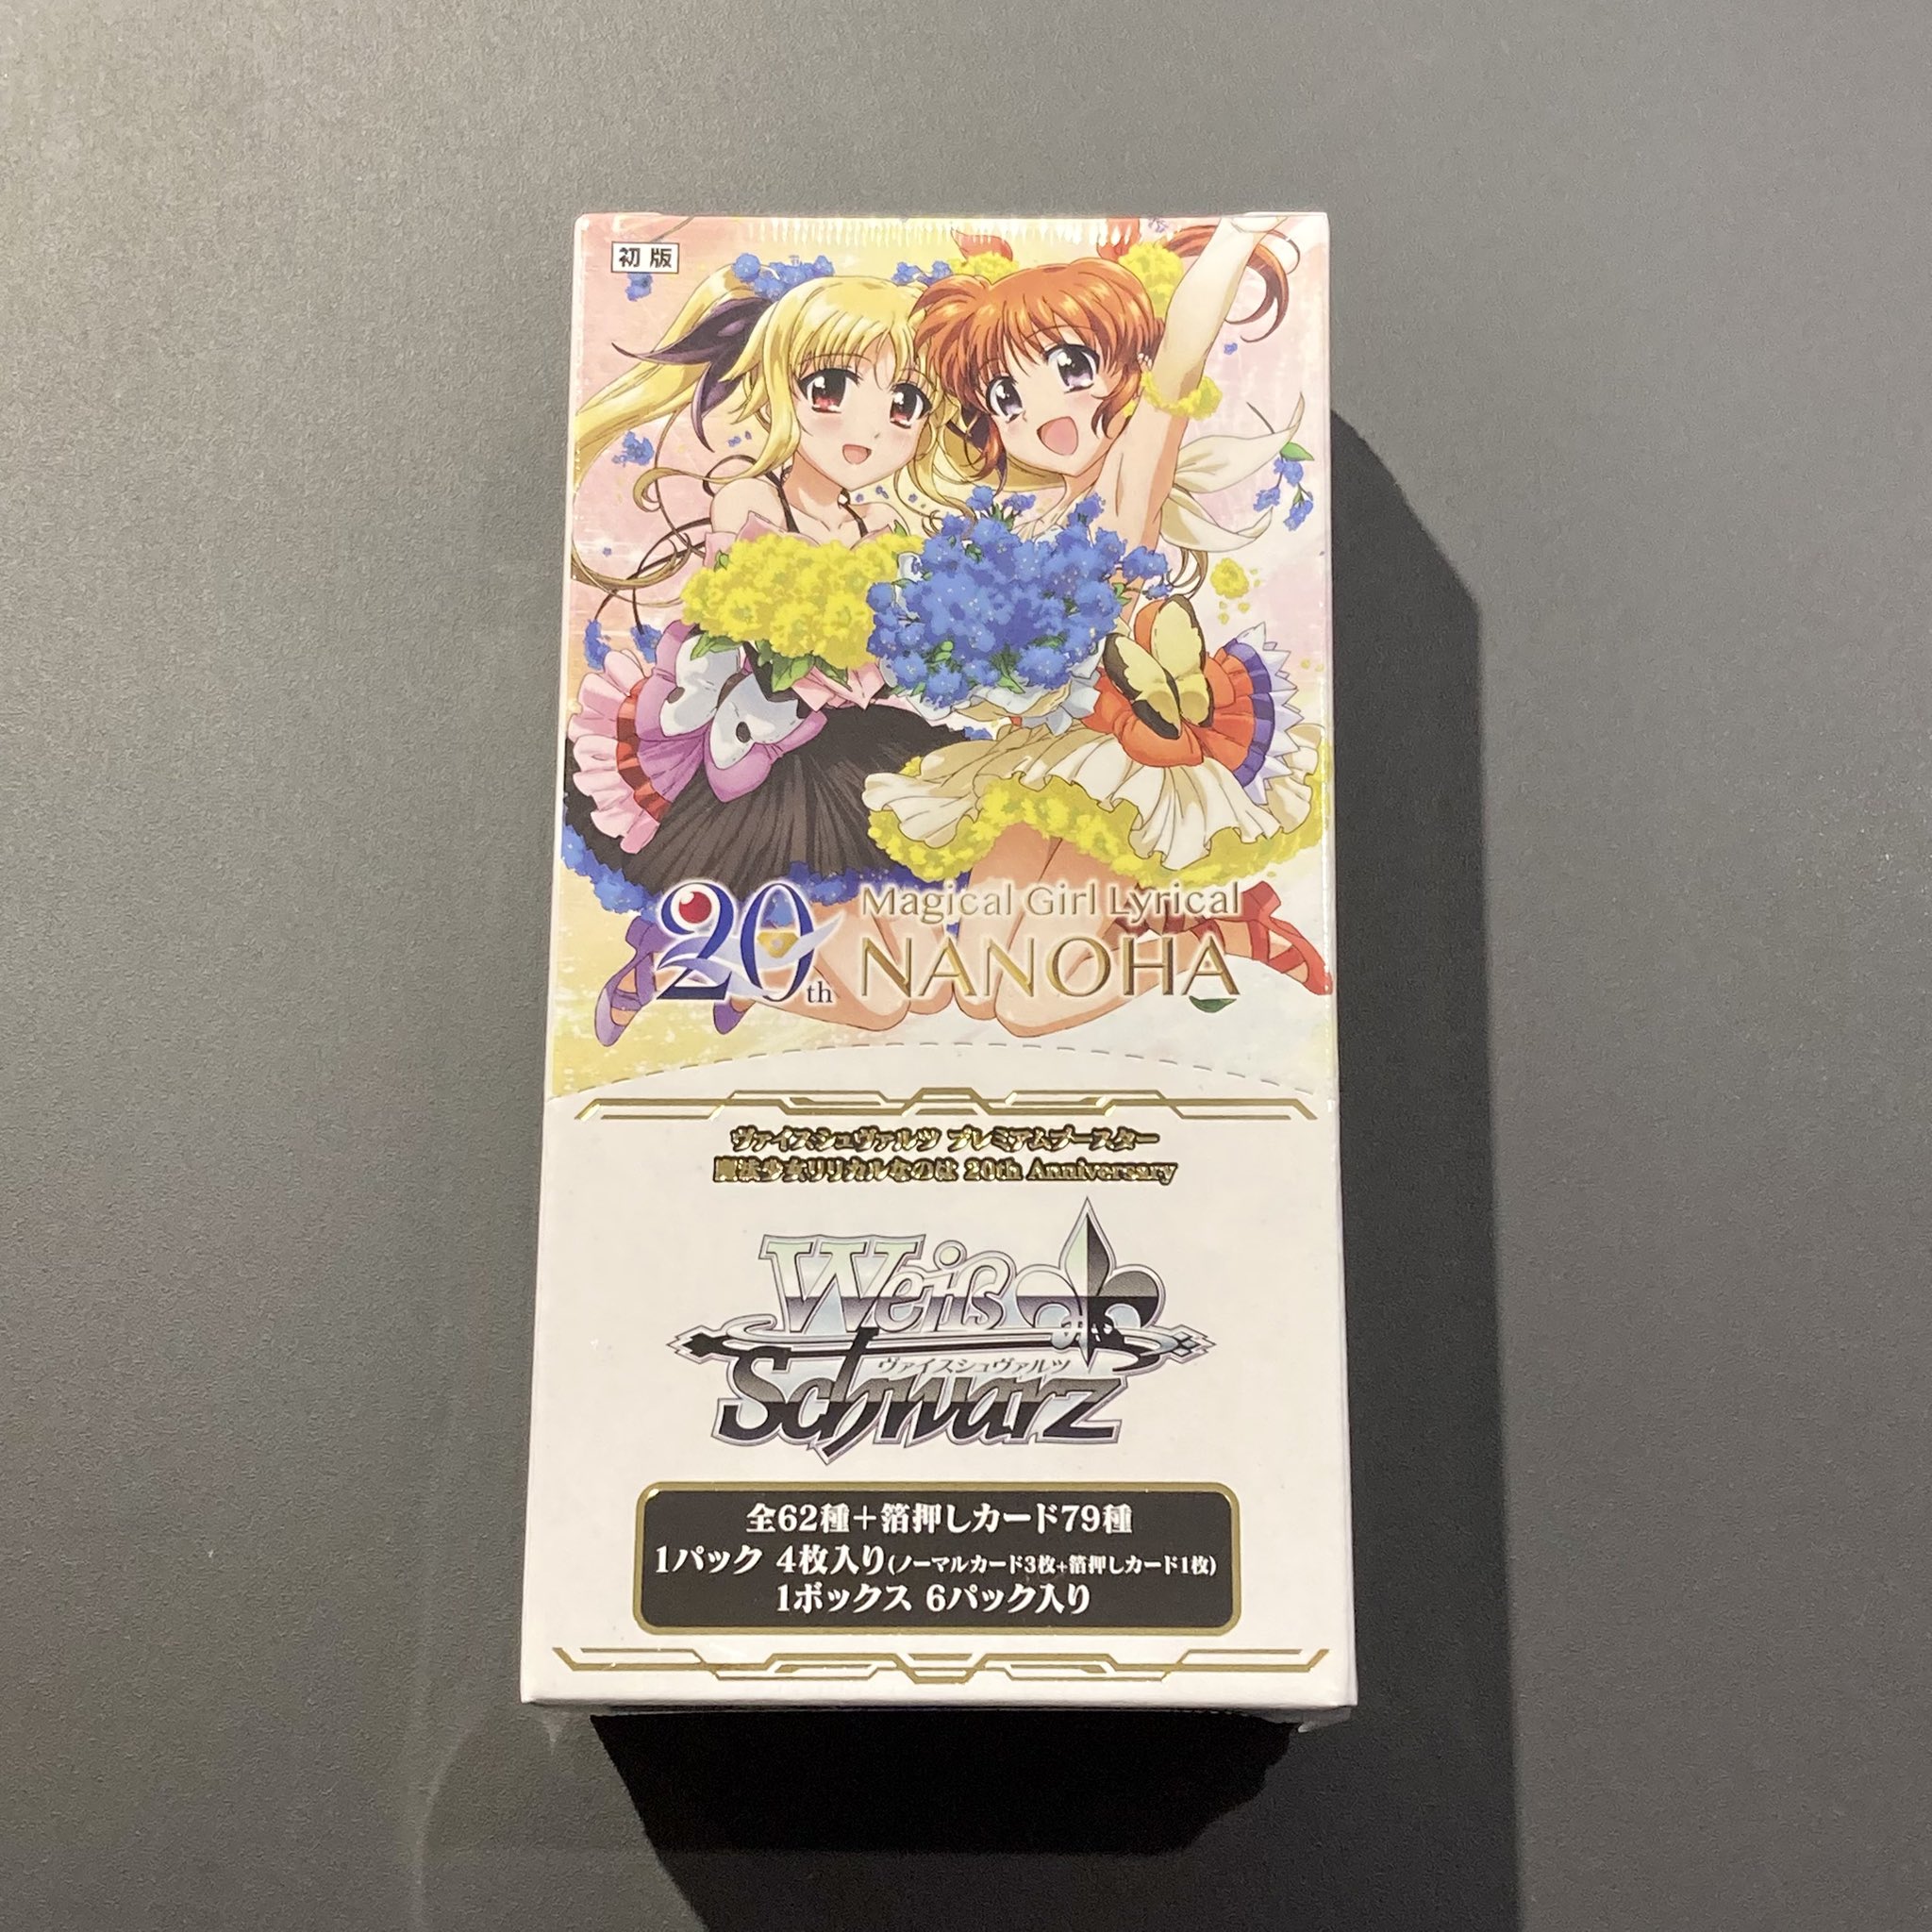 初版
20th
Magical Girl Lyrical
NANOHA
ヴァイスシュヴァルツ プレミアムブースター
魔法少女リリカルなのは 20th Anniversary
Weiß
ヴァイスシュヴァルツ
Schwarz
全62種＋箔押しカード79種
1パック 4枚入り(ノーマルカード3枚+箔押しカード1枚)
1ボックス 6パック入り